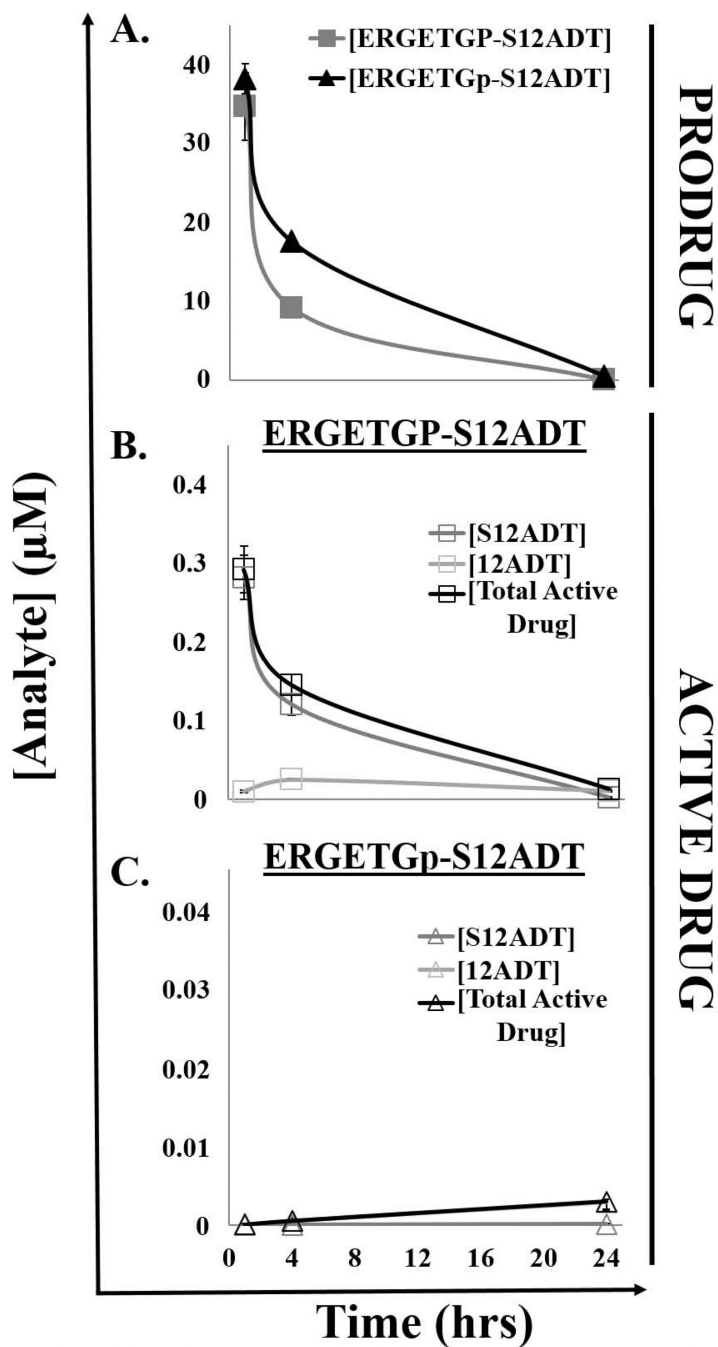 A.
[ERGETGP-S12ADT]
[ERGETGp-S12ADT]
40
30
20
10
0
PRODRUG
ERGETGP-S12ADT
B.
0.4
0.3
0.2
0.1
0
[S12ADT]
[12ADT]
[Total Active
Drug]
[Analyte] (µM)
ACTIVE DRUG
ERGETGp-S12ADT
C.
0.04
0.03
0.02
0.01
0
[S12ADT]
[12ADT]
[Total Active
Drug]
0 4 8 12 16 20 24
Time (hrs)